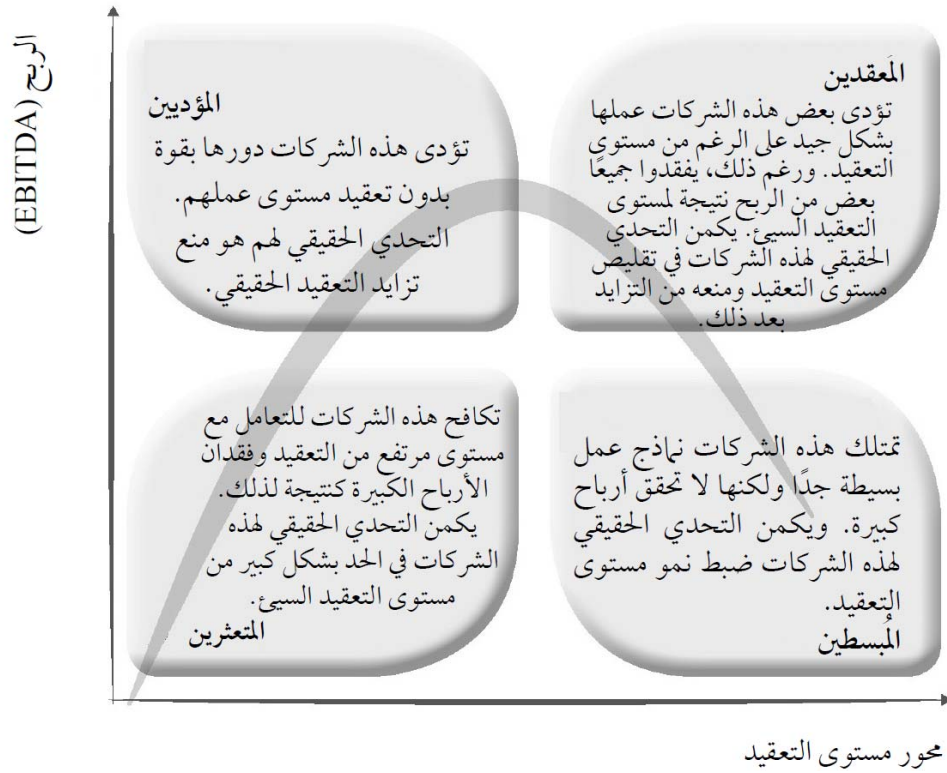 الربح (EBITDA)
المُعقدين
تؤدى بعض هذه الشركات عملها
بشكل جيد على الرغم من مستوى
التعقيد. ورغم ذلك، يفقدوا جميعًا
بعض من الربح نتيجة لمستوى
التعقيد السيئ. يكمن التحدي
الحقيقي لهذه الشركات في تقليص
مستوى التعقيد ومنعه من التزايد
بعد ذلك.
المؤديين
تؤدى هذه الشركات دورها بقوة
بدون تعقيد مستوى عملهم.
التحدي الحقيقي لهم هو منع
تزايد التعقيد الحقيقي.
تمتلك هذه الشركات نماذج عمل
بسيطة جدًا ولكنها لا تحقق أرباح
كبيرة. ويكمن التحدي الحقيقي
لهذه الشركات ضبط نمو مستوى
التعقيد.
المُبسطين
تكافح هذه الشركات للتعامل مع
مستوى مرتفع من التعقيد وفقدان
الأرباح الكبيرة كنتيجة لذلك.
يكمن التحدي الحقيقي لهذه
الشركات في الحد بشكل كبير من
مستوى التعقيد السيئ.
المتعثرين
محور مستوى التعقيد